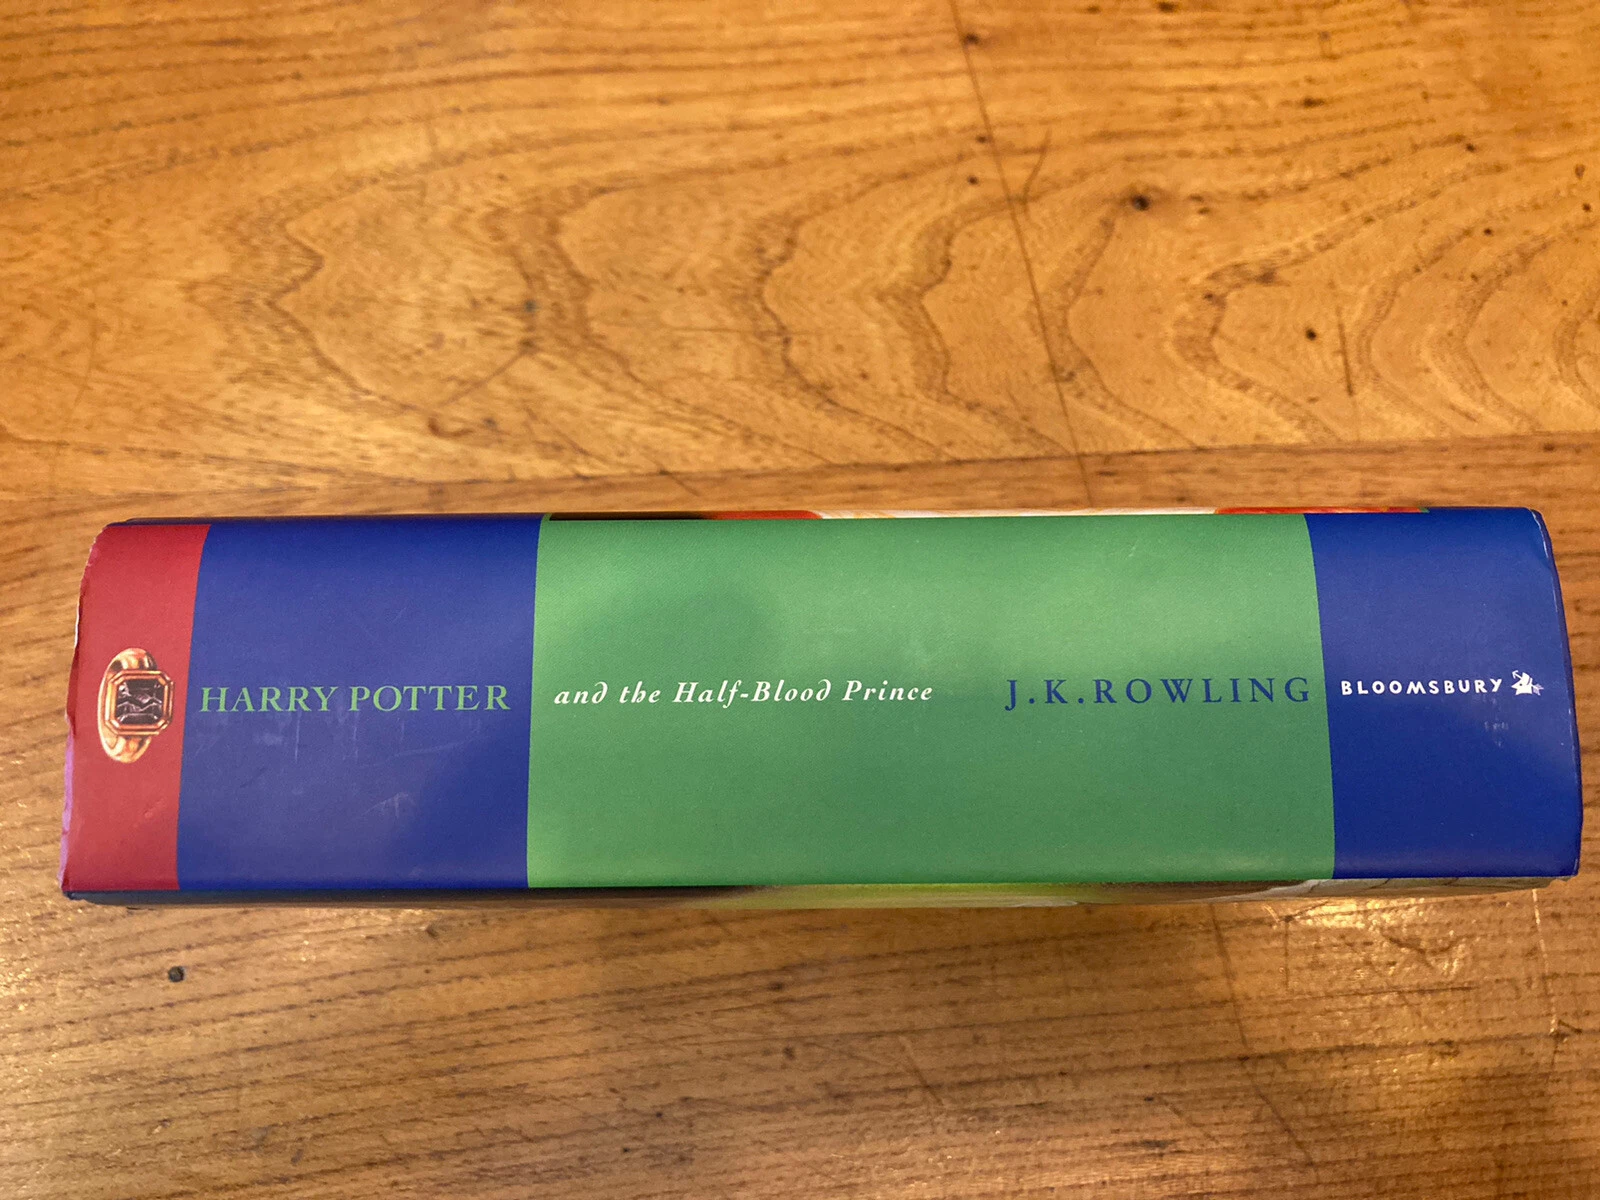 HARRY POTTER and the Half-Blood Prince J.K.ROWLING BLOOMSBURY